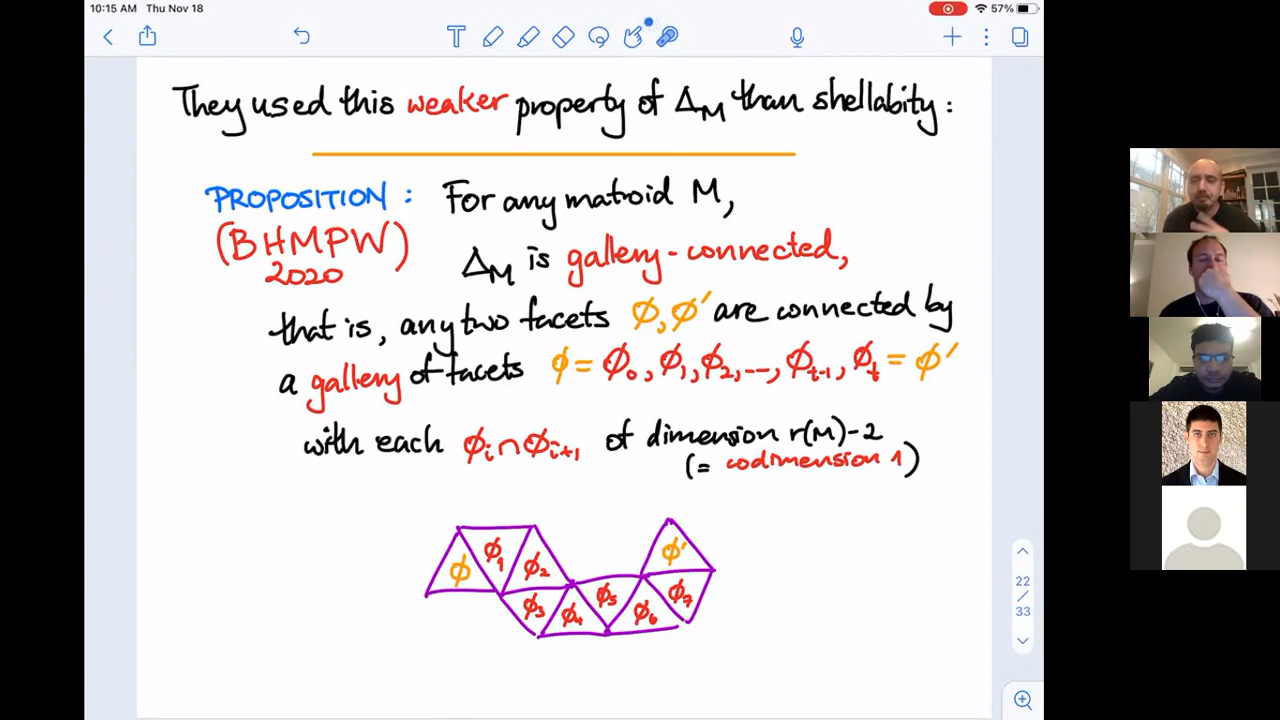 10:15 AM Thu Nov 18
57%
They used this weaker property of Δ_M than shellabity :
PROPOSITION : For any matroid M,
(BHMPW) 2020
Δ_M is gallery-connected,
that is, any two facets ϕ, ϕ' are connected by
a gallery of facets ϕ = ϕ_0, ϕ_1, ϕ_2, ..., ϕ_{t-1}, ϕ_t = ϕ'
with each ϕ_i ∩ ϕ_{i+1} of dimension r(M)-2
(= codimension 1)
ϕ ϕ_1 ϕ_2 ϕ_3 ϕ_4 ϕ_5 ϕ_6 ϕ_7 ϕ'
22
/
33